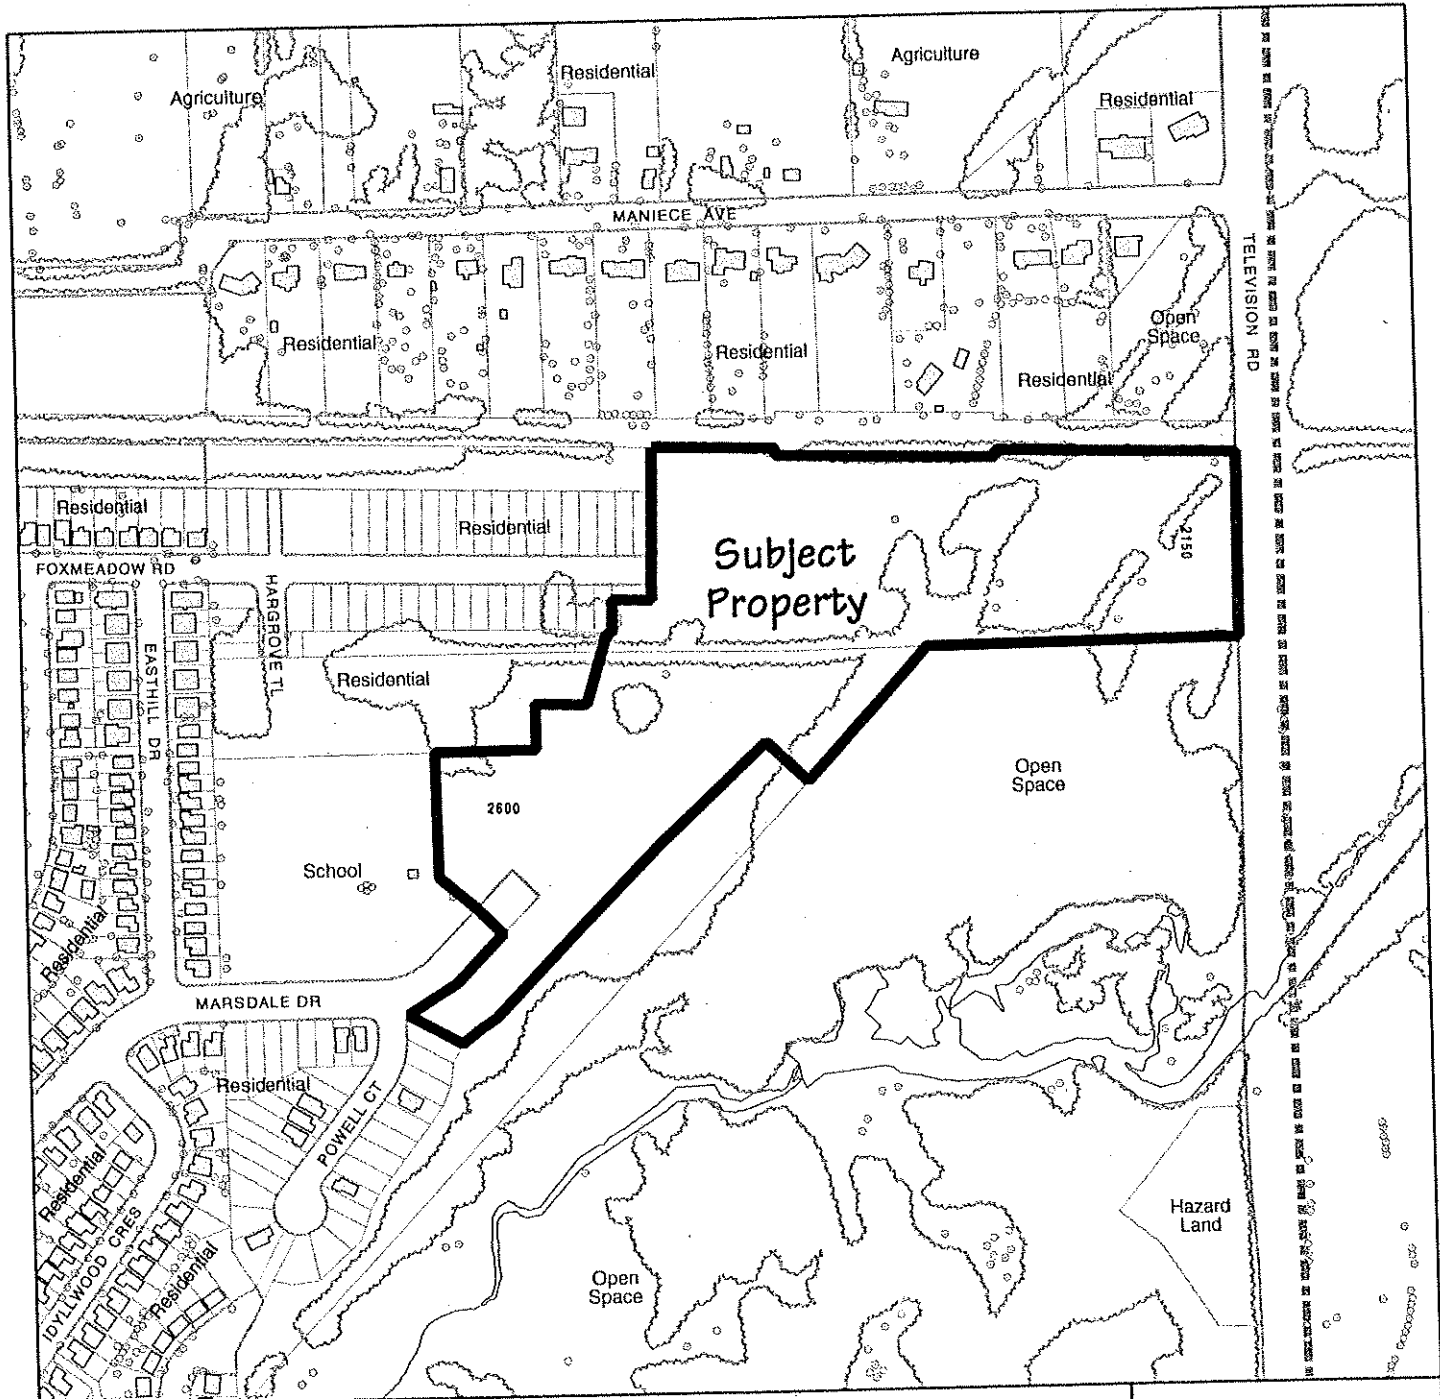 Agriculture
Residential
Agriculture
Residential
MANIECE AVE
TELEVISION RD
Residential
Residential
Open
Space
Residential
Residential
Residential
Subject
Property
2150
FOXMEADOW RD
HARGROVE TL
EASTHILL DR
Residential
2600
Open
Space
School
Residential
MARSDALE DR
Residential
POWELL CT
Residential
IDYLLWOOD CRES
Residential
Hazard
Land
Open
Space